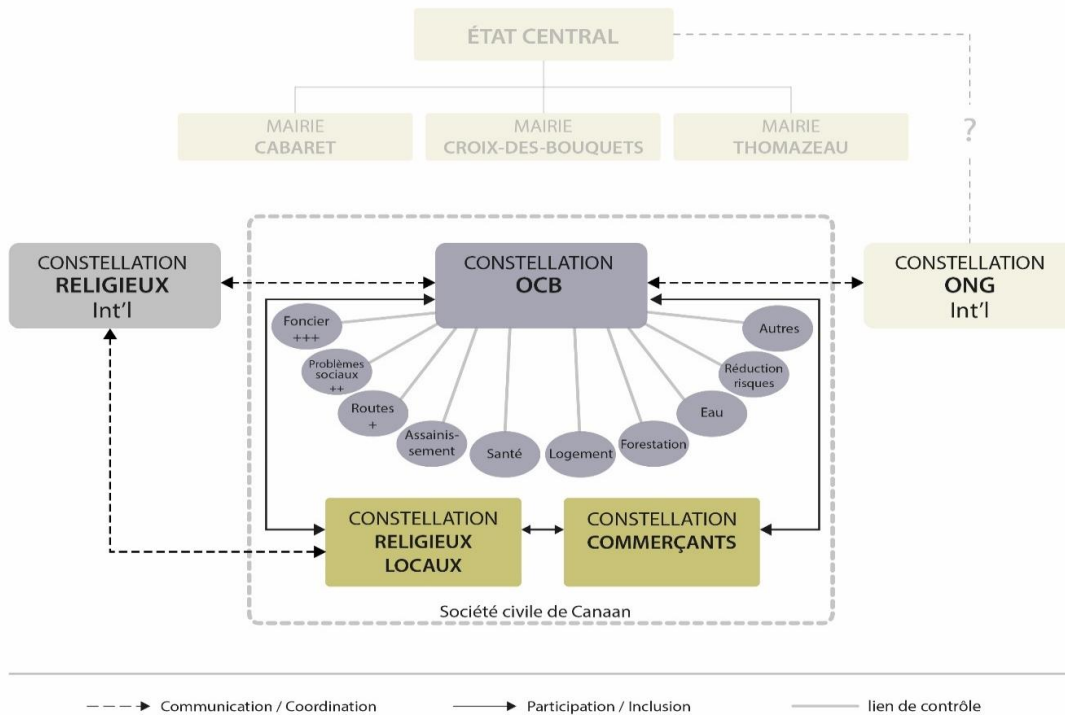 ÉTAT CENTRAL
?
MAIRIE
CABARET
MAIRIE
CROIX-DES-BOUQUETS
MAIRIE
THOMAZEAU
CONSTELLATION
RELIGIEUX
Int'l
CONSTELLATION
OCB
CONSTELLATION
ONG
Int'l
Foncier
+++
Problèmes
sociaux
++
Routes
+
Assainis-
sement
Santé
Logement
Forestation
Eau
Réduction
risques
Autres
CONSTELLATION
RELIGIEUX
LOCAUX
CONSTELLATION
COMMERÇANTS
Société civile de Canaan
Communication / Coordination
Participation / Inclusion
lien de contrôle